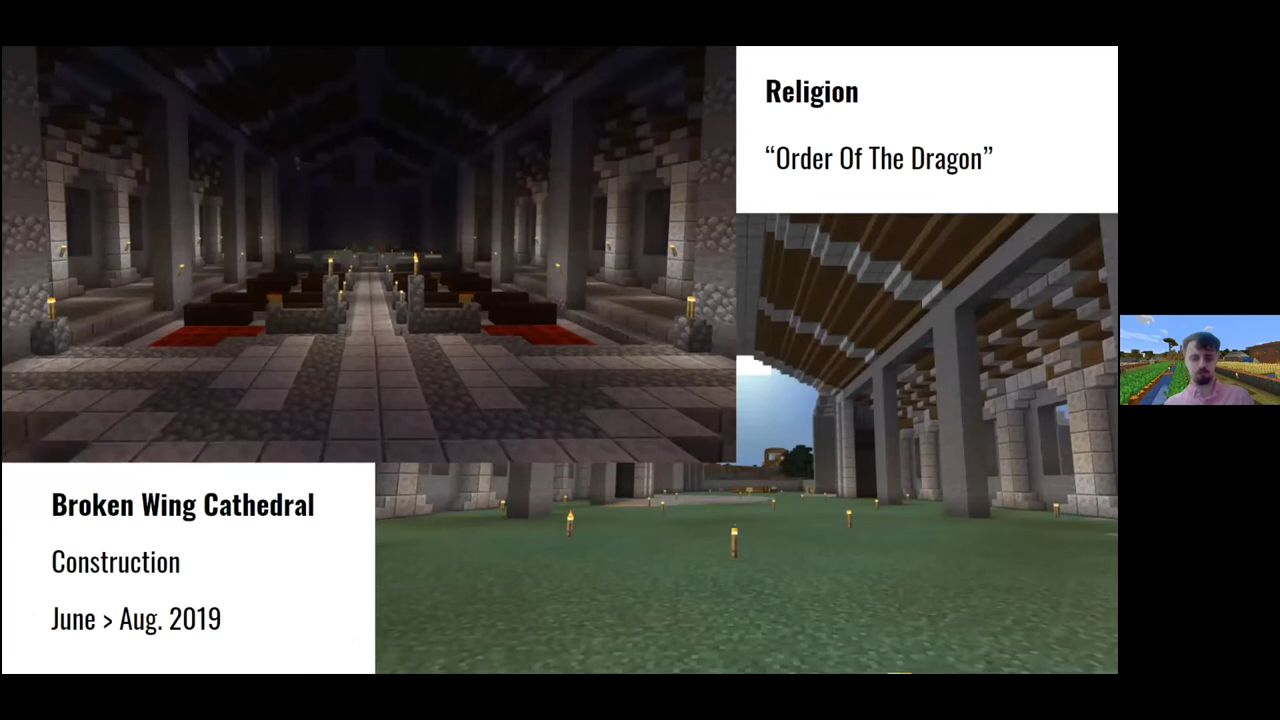 Religion
“Order Of The Dragon”
Broken Wing Cathedral
Construction
June > Aug. 2019